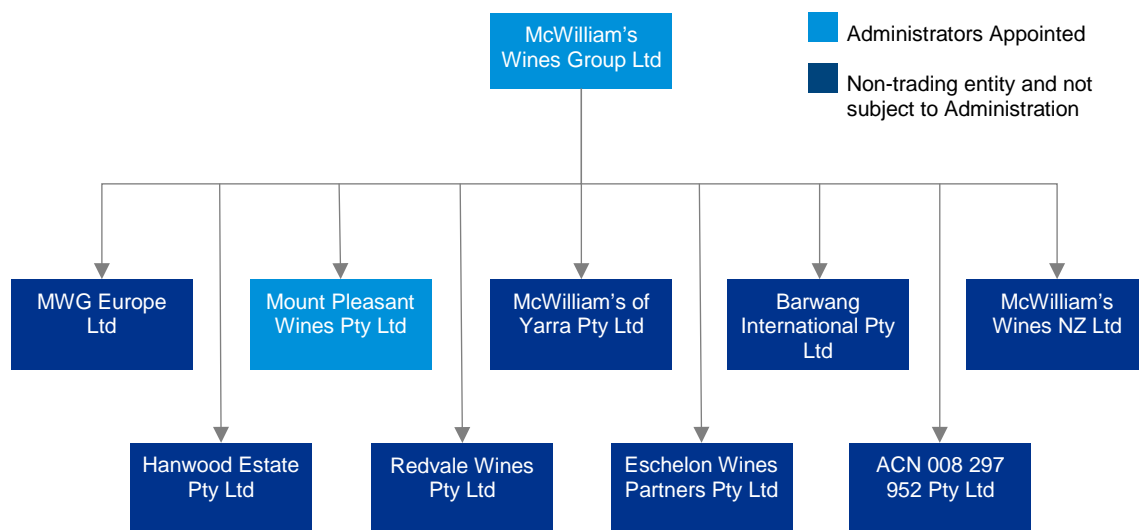 McWilliam's
Wines Group Ltd
Administrators Appointed
Non-trading entity and not
subject to Administration
MWG Europe
Ltd
Mount Pleasant
Wines Pty Ltd
McWilliam's of
Yarra Pty Ltd
Barwang
International Pty
Ltd
McWilliam's
Wines NZ Ltd
Hanwood Estate
Pty Ltd
Redvale Wines
Pty Ltd
Eschelon Wines
Partners Pty Ltd
ACN 008 297
952 Pty Ltd